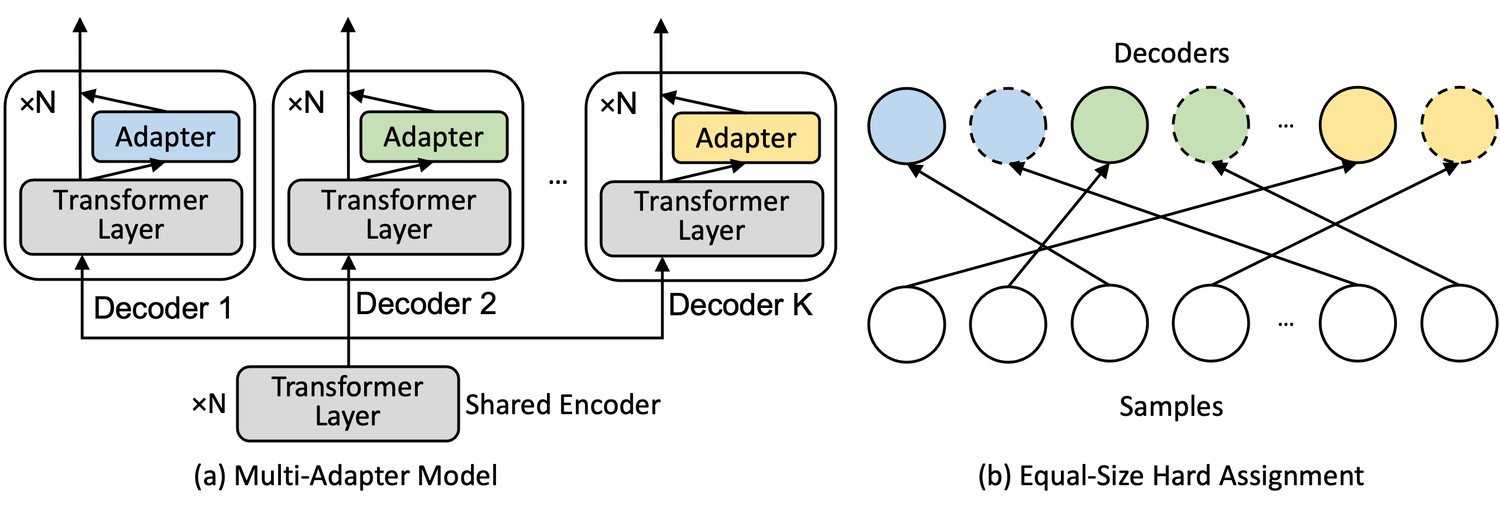 ×N
Adapter
Transformer
Layer
Decoder 1
×N
Adapter
Transformer
Layer
Decoder 2
...
×N
Adapter
Transformer
Layer
Decoder K
×N
Transformer
Layer
Shared Encoder
(a) Multi-Adapter Model
Decoders
...
...
Samples
(b) Equal-Size Hard Assignment